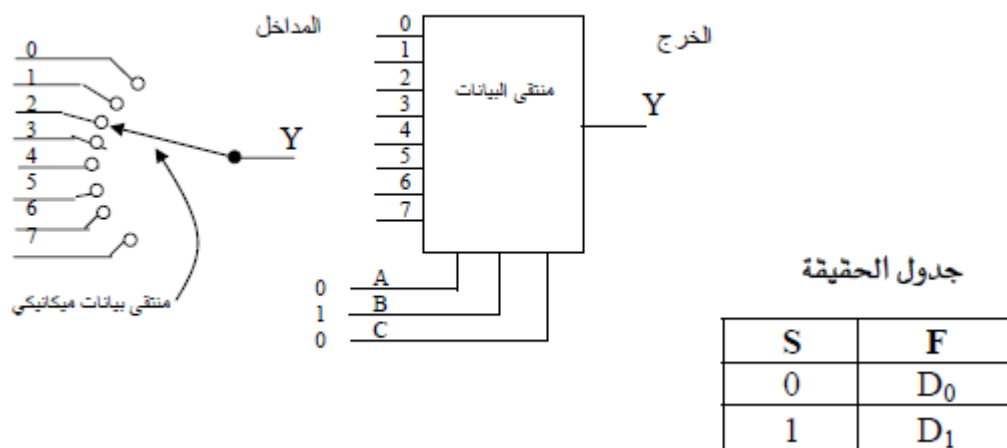 المداخل
الخرج
0
1
2
3
4
5
6
7
Y
منتقى بيانات ميكانيكي
0
1
2
3
4
5
6
7
منتقى البيانات
Y
0 A
1 B
0 C
جدول الحقيقة
S F
0 D₀
1 D₁